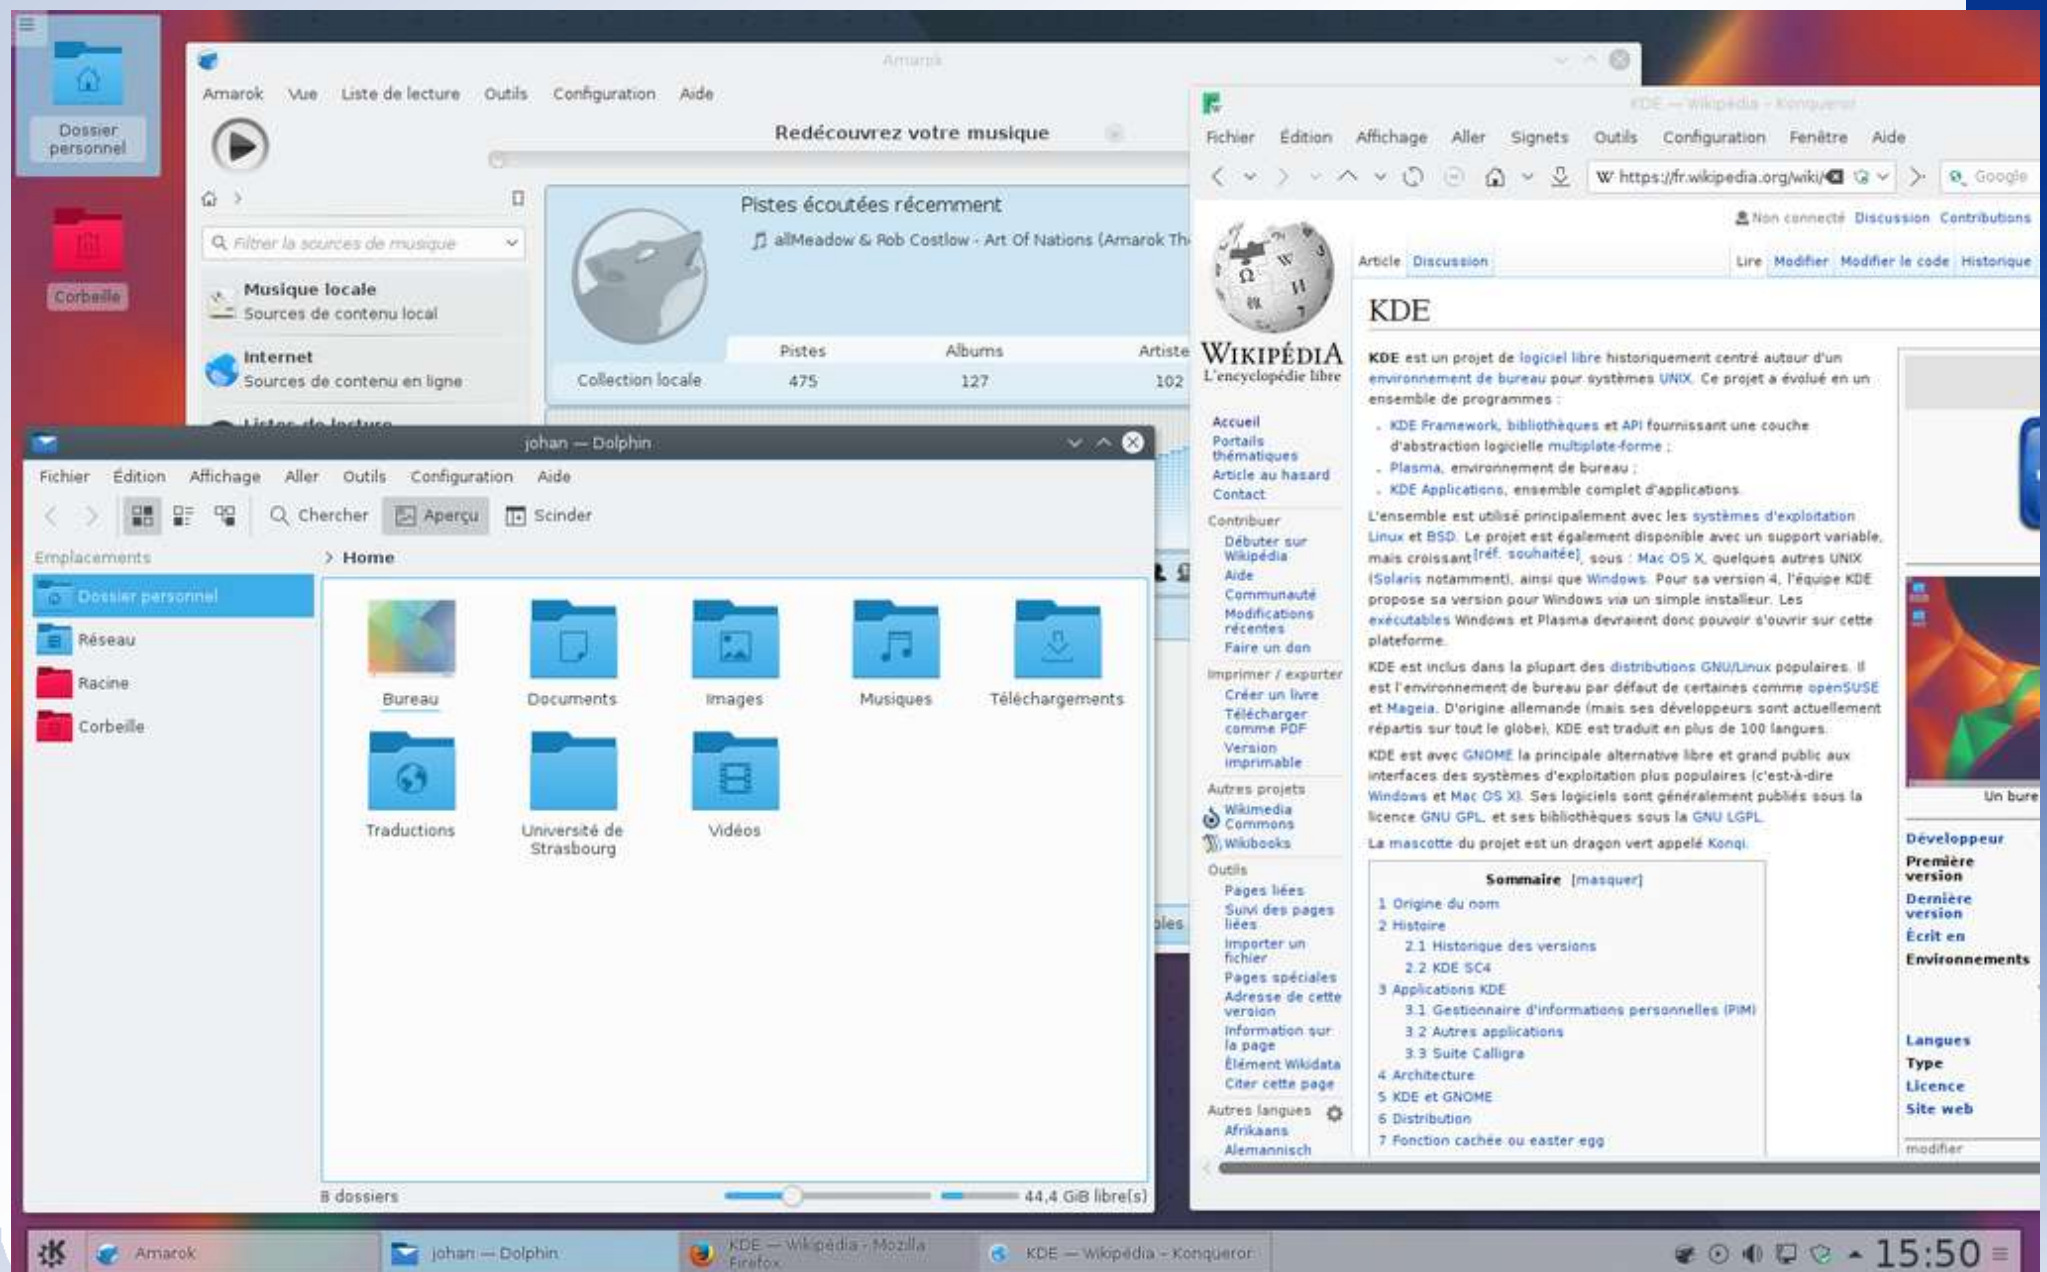 Dossier
personnel
Corbeille
Amarok
Amarok Vue Liste de lecture Outils Configuration Aide
Redécouvrez votre musique
Filtrer la sources de musique
Musique locale
Sources de contenu local
Internet
Sources de contenu en ligne
Listes de lecture
Pistes écoutées récemment
allMeadow & Rob Costlow - Art Of Nations (Amarok Th
Pistes Albums Artiste
Collection locale 475 127 102
johan — Dolphin
Fichier Édition Affichage Aller Outils Configuration Aide
Chercher Aperçu Scinder
Emplacements
Dossier personnel
Réseau
Racine
Corbeille
> Home
Bureau Documents Images Musiques Téléchargements
Traductions Université de Strasbourg Vidéos
8 dossiers
44,4 GiB libre(s)
KDE — Wikipédia – Konqueror
Fichier Édition Affichage Aller Signets Outils Configuration Fenêtre Aide
W https://fr.wikipedia.org/wiki/ Google
Non connecté Discussion Contributions
Article Discussion Lire Modifier Modifier le code Historique
WIKIPÉDIA
L'encyclopédie libre
Accueil
Portails
thématiques
Article au hasard
Contact
Contribuer
Débuter sur
Wikipédia
Aide
Communauté
Modifications
récentes
Faire un don
Imprimer / exporter
Créer un livre
Télécharger
comme PDF
Version
imprimable
Autres projets
Wikimedia
Commons
Wikibooks
Outils
Pages liées
Suivi des pages
liées
Importer un
fichier
Pages spéciales
Adresse de cette
version
Information sur
la page
Élément Wikidata
Citer cette page
Autres langues
Afrikaans
Alemannisch
KDE
KDE est un projet de logiciel libre historiquement centré autour d'un
environnement de bureau pour systèmes UNIX. Ce projet a évolué en un
ensemble de programmes :
KDE Framework, bibliothèques et API fournissant une couche
d'abstraction logicielle multiplate-forme ;
Plasma, environnement de bureau ;
KDE Applications, ensemble complet d'applications.
L'ensemble est utilisé principalement avec les systèmes d'exploitation
Linux et BSD. Le projet est également disponible avec un support variable,
mais croissant[réf. souhaitée], sous : Mac OS X, quelques autres UNIX
(Solaris notamment), ainsi que Windows. Pour sa version 4, l'équipe KDE
propose sa version pour Windows via un simple installeur. Les
exécutables Windows et Plasma devraient donc pouvoir s'ouvrir sur cette
plateforme.
KDE est inclus dans la plupart des distributions GNU/Linux populaires. Il
est l'environnement de bureau par défaut de certaines comme openSUSE
et Mageia. D'origine allemande (mais ses développeurs sont actuellement
répartis sur tout le globe), KDE est traduit en plus de 100 langues.
KDE est avec GNOME la principale alternative libre et grand public aux
interfaces des systèmes d'exploitation plus populaires (c'est-à-dire
Windows et Mac OS X). Ses logiciels sont généralement publiés sous la
licence GNU GPL, et ses bibliothèques sous la GNU LGPL.
La mascotte du projet est un dragon vert appelé Konqi.
Sommaire [masquer]
1 Origine du nom
2 Histoire
2.1 Historique des versions
2.2 KDE SC4
3 Applications KDE
3.1 Gestionnaire d'informations personnelles (PIM)
3.2 Autres applications
3.3 Suite Calligra
4 Architecture
5 KDE et GNOME
6 Distribution
7 Fonction cachée ou easter egg
Un bure
Développeur
Première
version
Dernière
version
Écrit en
Environnements
Langues
Type
Licence
Site web
modifier
Amarok
johan — Dolphin
KDE — Wikipédia - Mozilla
Firefox
KDE — Wikipédia – Konqueror
15:50